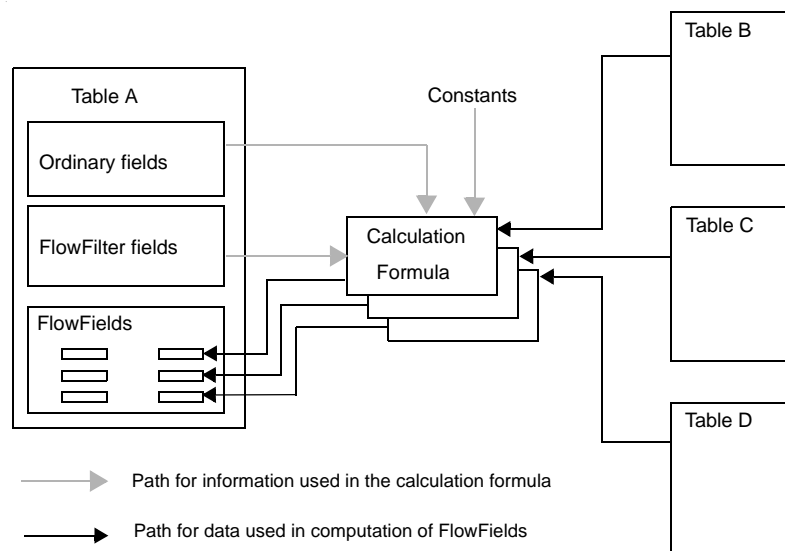 Table B
Table A
Constants
Ordinary fields
Calculation
Formula
Table C
FlowFilter fields
FlowFields
Table D
Path for information used in the calculation formula
Path for data used in computation of FlowFields